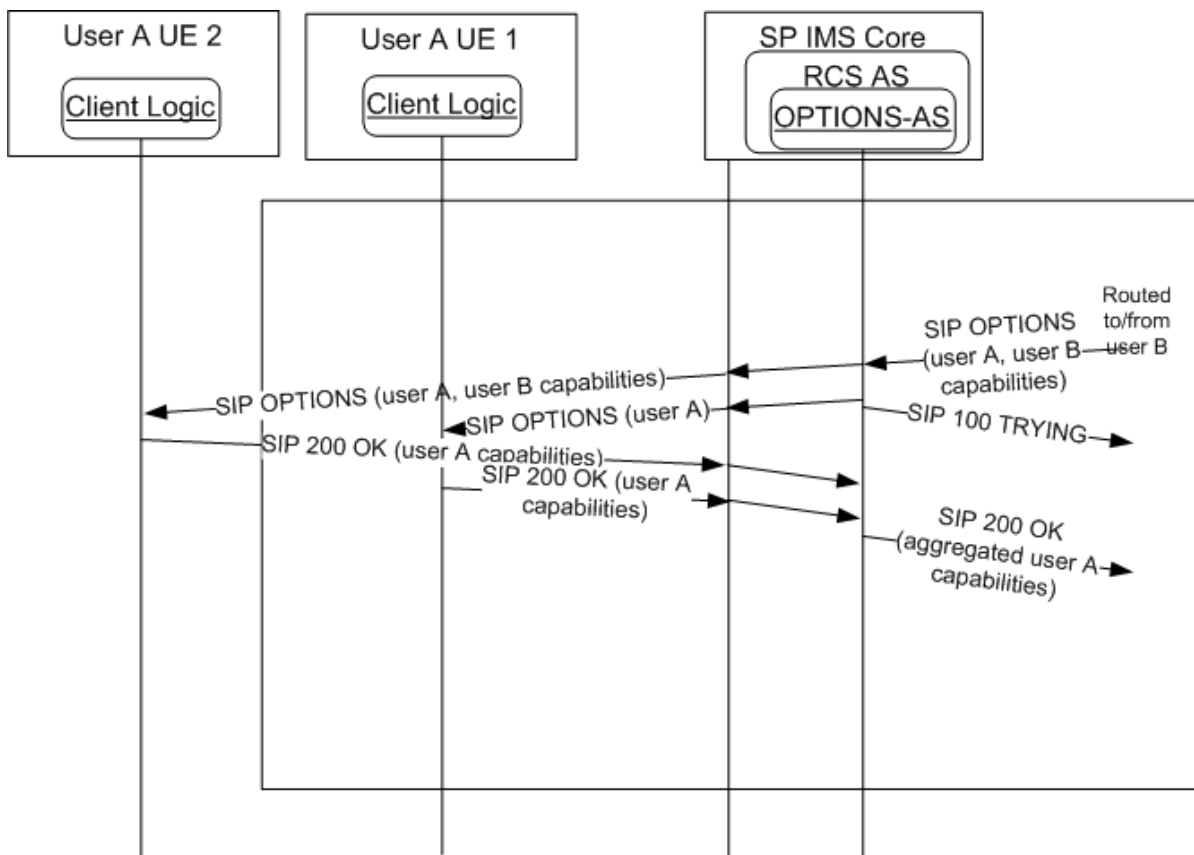 User A UE 2
Client Logic
User A UE 1
Client Logic
SP IMS Core
RCS AS
OPTIONS-AS
Routed
to/from
user B
SIP OPTIONS
(user A, user B
capabilities)
SIP OPTIONS (user A, user B capabilities)
SIP OPTIONS (user A)
SIP 100 TRYING
SIP 200 OK (user A capabilities)
SIP 200 OK (user A
capabilities)
SIP 200 OK
(aggregated user A
capabilities)